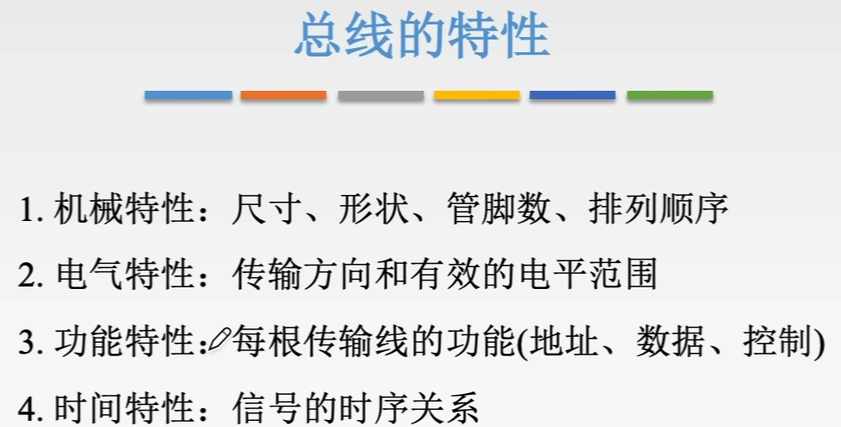 总线的特性
1. 机械特性：尺寸、形状、管脚数、排列顺序
2. 电气特性：传输方向和有效的电平范围
3. 功能特性：每根传输线的功能(地址、数据、控制)
4. 时间特性：信号的时序关系